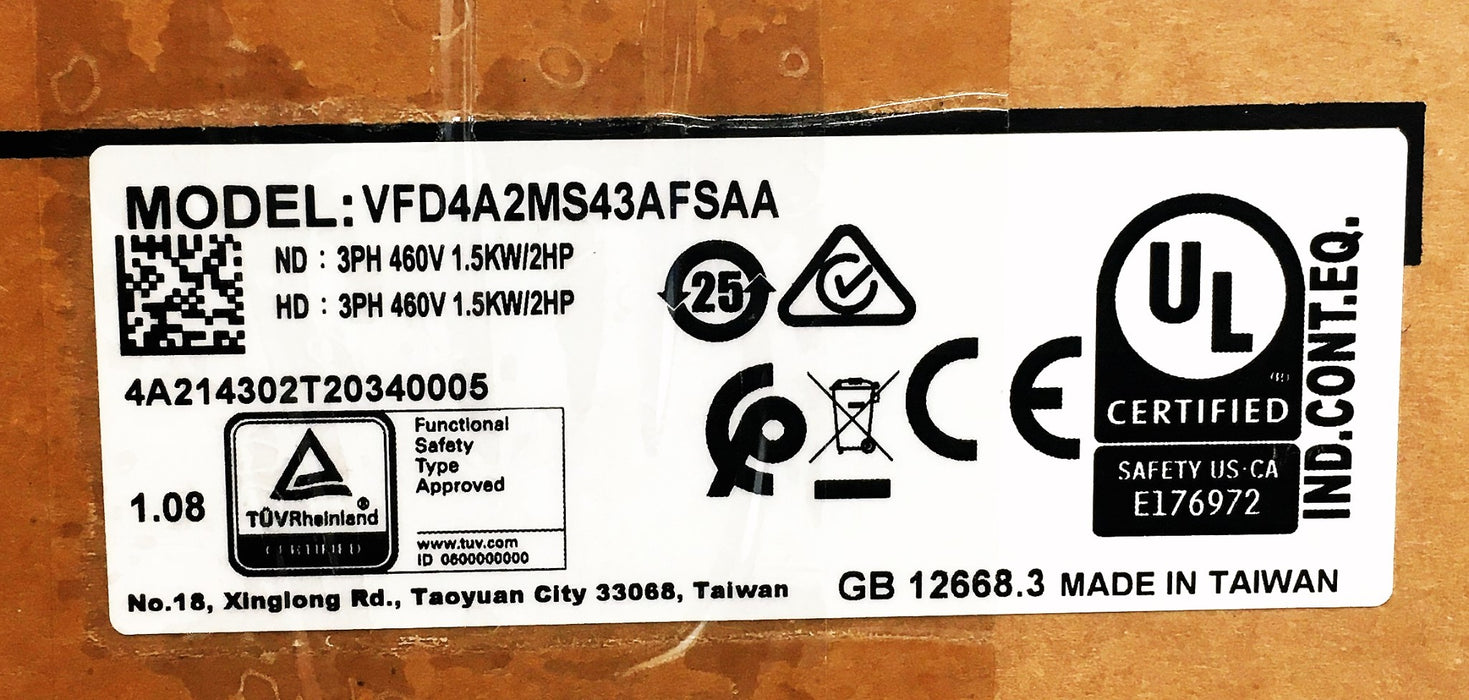 MODEL: VFD4A2MS43AFSAA
ND : 3PH 460V 1.5KW/2HP
HD : 3PH 460V 1.5KW/2HP
25
4A214302T20340005
1.08
TÜVRheinland®
CERTIFIED
Functional
Safety
Type
Approved
www.tuv.com
ID 0600000000
CE
UL
®
CERTIFIED
SAFETY US·CA
E176972
IND.CONT.EQ.
No.18, Xinglong Rd., Taoyuan City 33068, Taiwan
GB 12668.3 MADE IN TAIWAN